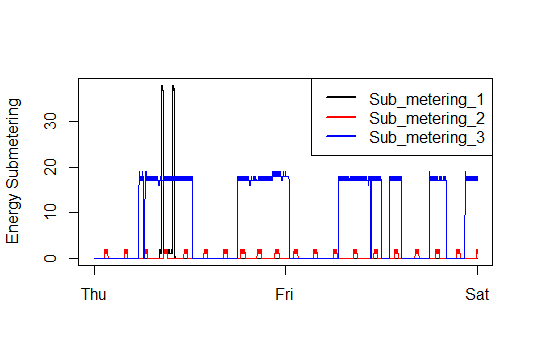 Energy Submetering
30
20
10
0
Sub_metering_1
Sub_metering_2
Sub_metering_3
Thu
Fri
Sat